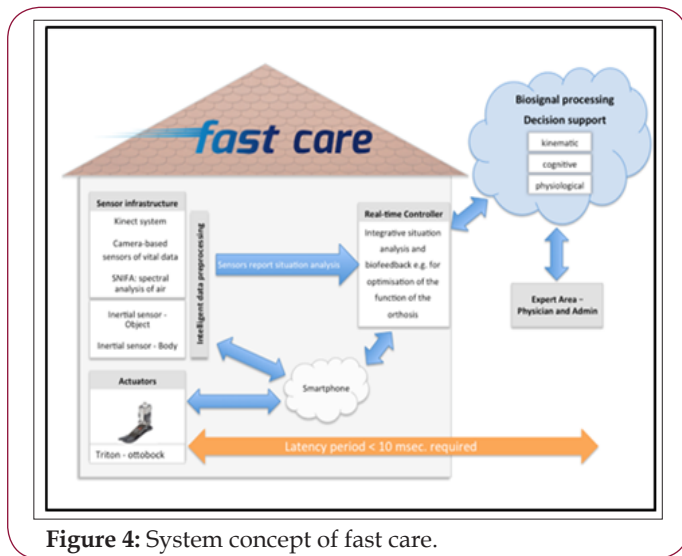 fast care
Biosignal processing
Decision support
kinematic
cognitive
physiological
Sensor infrastructure
Kinect system
Camera-based
sensors of vital data
SNIFA: spectral
analysis of air
Inertial sensor -
Object
Inertial sensor - Body
Intelligent data preprocessing
Sensors report situation analysis
Real-time Controller
Integrative situation
analysis and
biofeedback e.g. for
optimisation of the
function of the
orthosis
Expert Area –
Physician and Admin
Smartphone
Actuators
Triton - ottobock
Latency period < 10 msec. required
Figure 4: System concept of fast care.